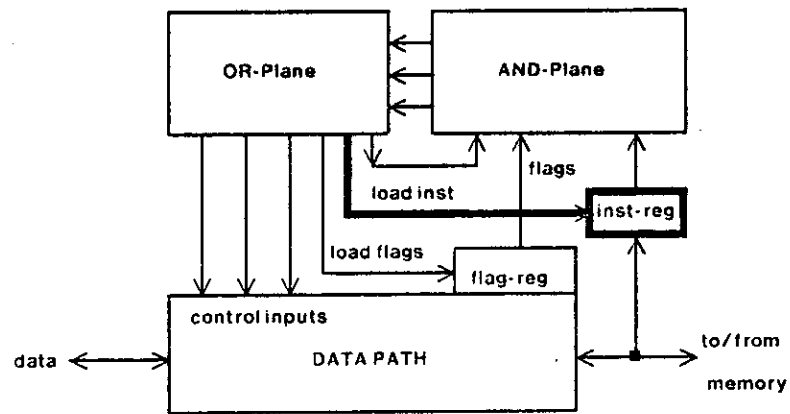 OR-Plane
AND-Plane
flags
load inst
inst-reg
load flags
flag-reg
control inputs
data
DATA PATH
to/from
memory